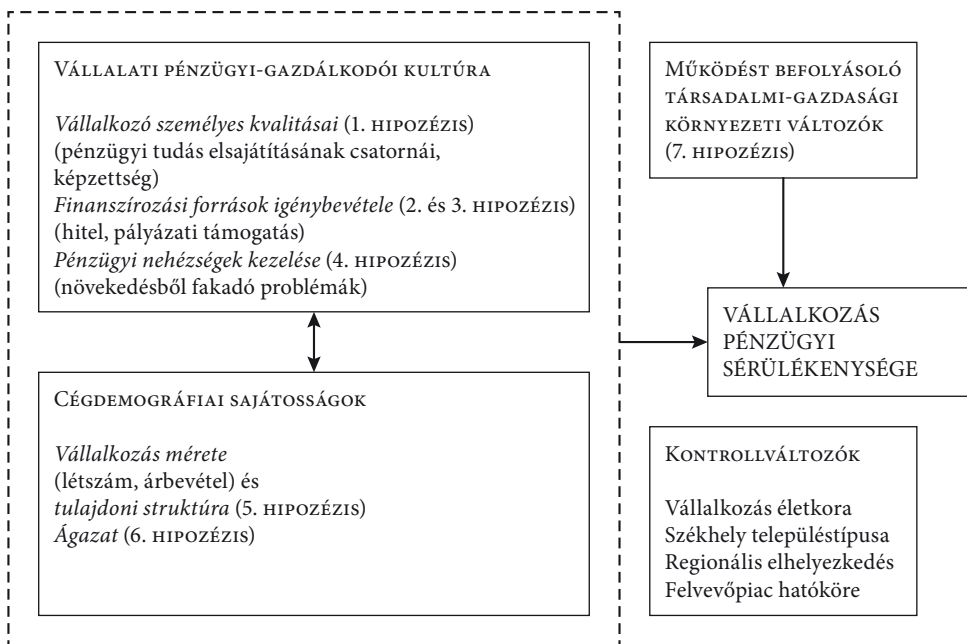 Vállalati pénzügyi-gazdálkodói kultúra
Vállalkozó személyes kvalitásai (1. hipozézis)
(pénzügyi tudás elsajátításának csatornái,
képzettség)
Finanszírozási források igénybevétele (2. és 3. hipozézis)
(hitel, pályázati támogatás)
Pénzügyi nehézségek kezelése (4. hipozézis)
(növekedésből fakadó problémák)
Cégdemográfiai sajátosságok
Vállalkozás mérete
(létszám, árbevétel) és
tulajdoni struktúra (5. hipozézis)
Ágazat (6. hipozézis)
Működést befolyásoló
társadalmi-gazdasági
környezeti változók
(7. hipozézis)
VÁLLALKOZÁS
PÉNZÜGYI
SÉRÜLÉKENYSÉGE
Kontrollváltozók
Vállalkozás életkora
Székhely településtípusa
Regionális elhelyezkedés
Felvevőpiac hatóköre